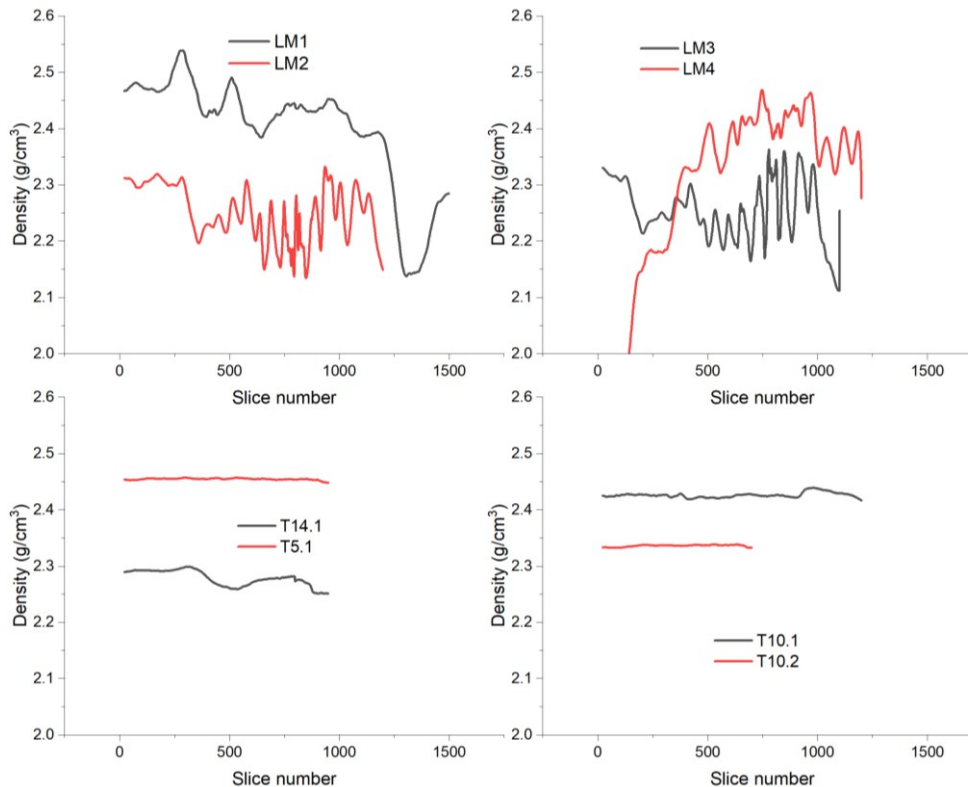 2.6
2.5
2.4
2.3
2.2
2.1
2.0
Density (g/cm³)
LM1
LM2
0
500
1000
1500
Slice number
2.6
2.5
2.4
2.3
2.2
2.1
2.0
Density (g/cm³)
LM3
LM4
0
500
1000
1500
Slice number
2.6
2.5
2.4
2.3
2.2
2.1
2.0
Density (g/cm³)
T14.1
T5.1
0
500
1000
1500
Slice number
2.6
2.5
2.4
2.3
2.2
2.1
2.0
Density (g/cm³)
T10.1
T10.2
0
500
1000
1500
Slice number